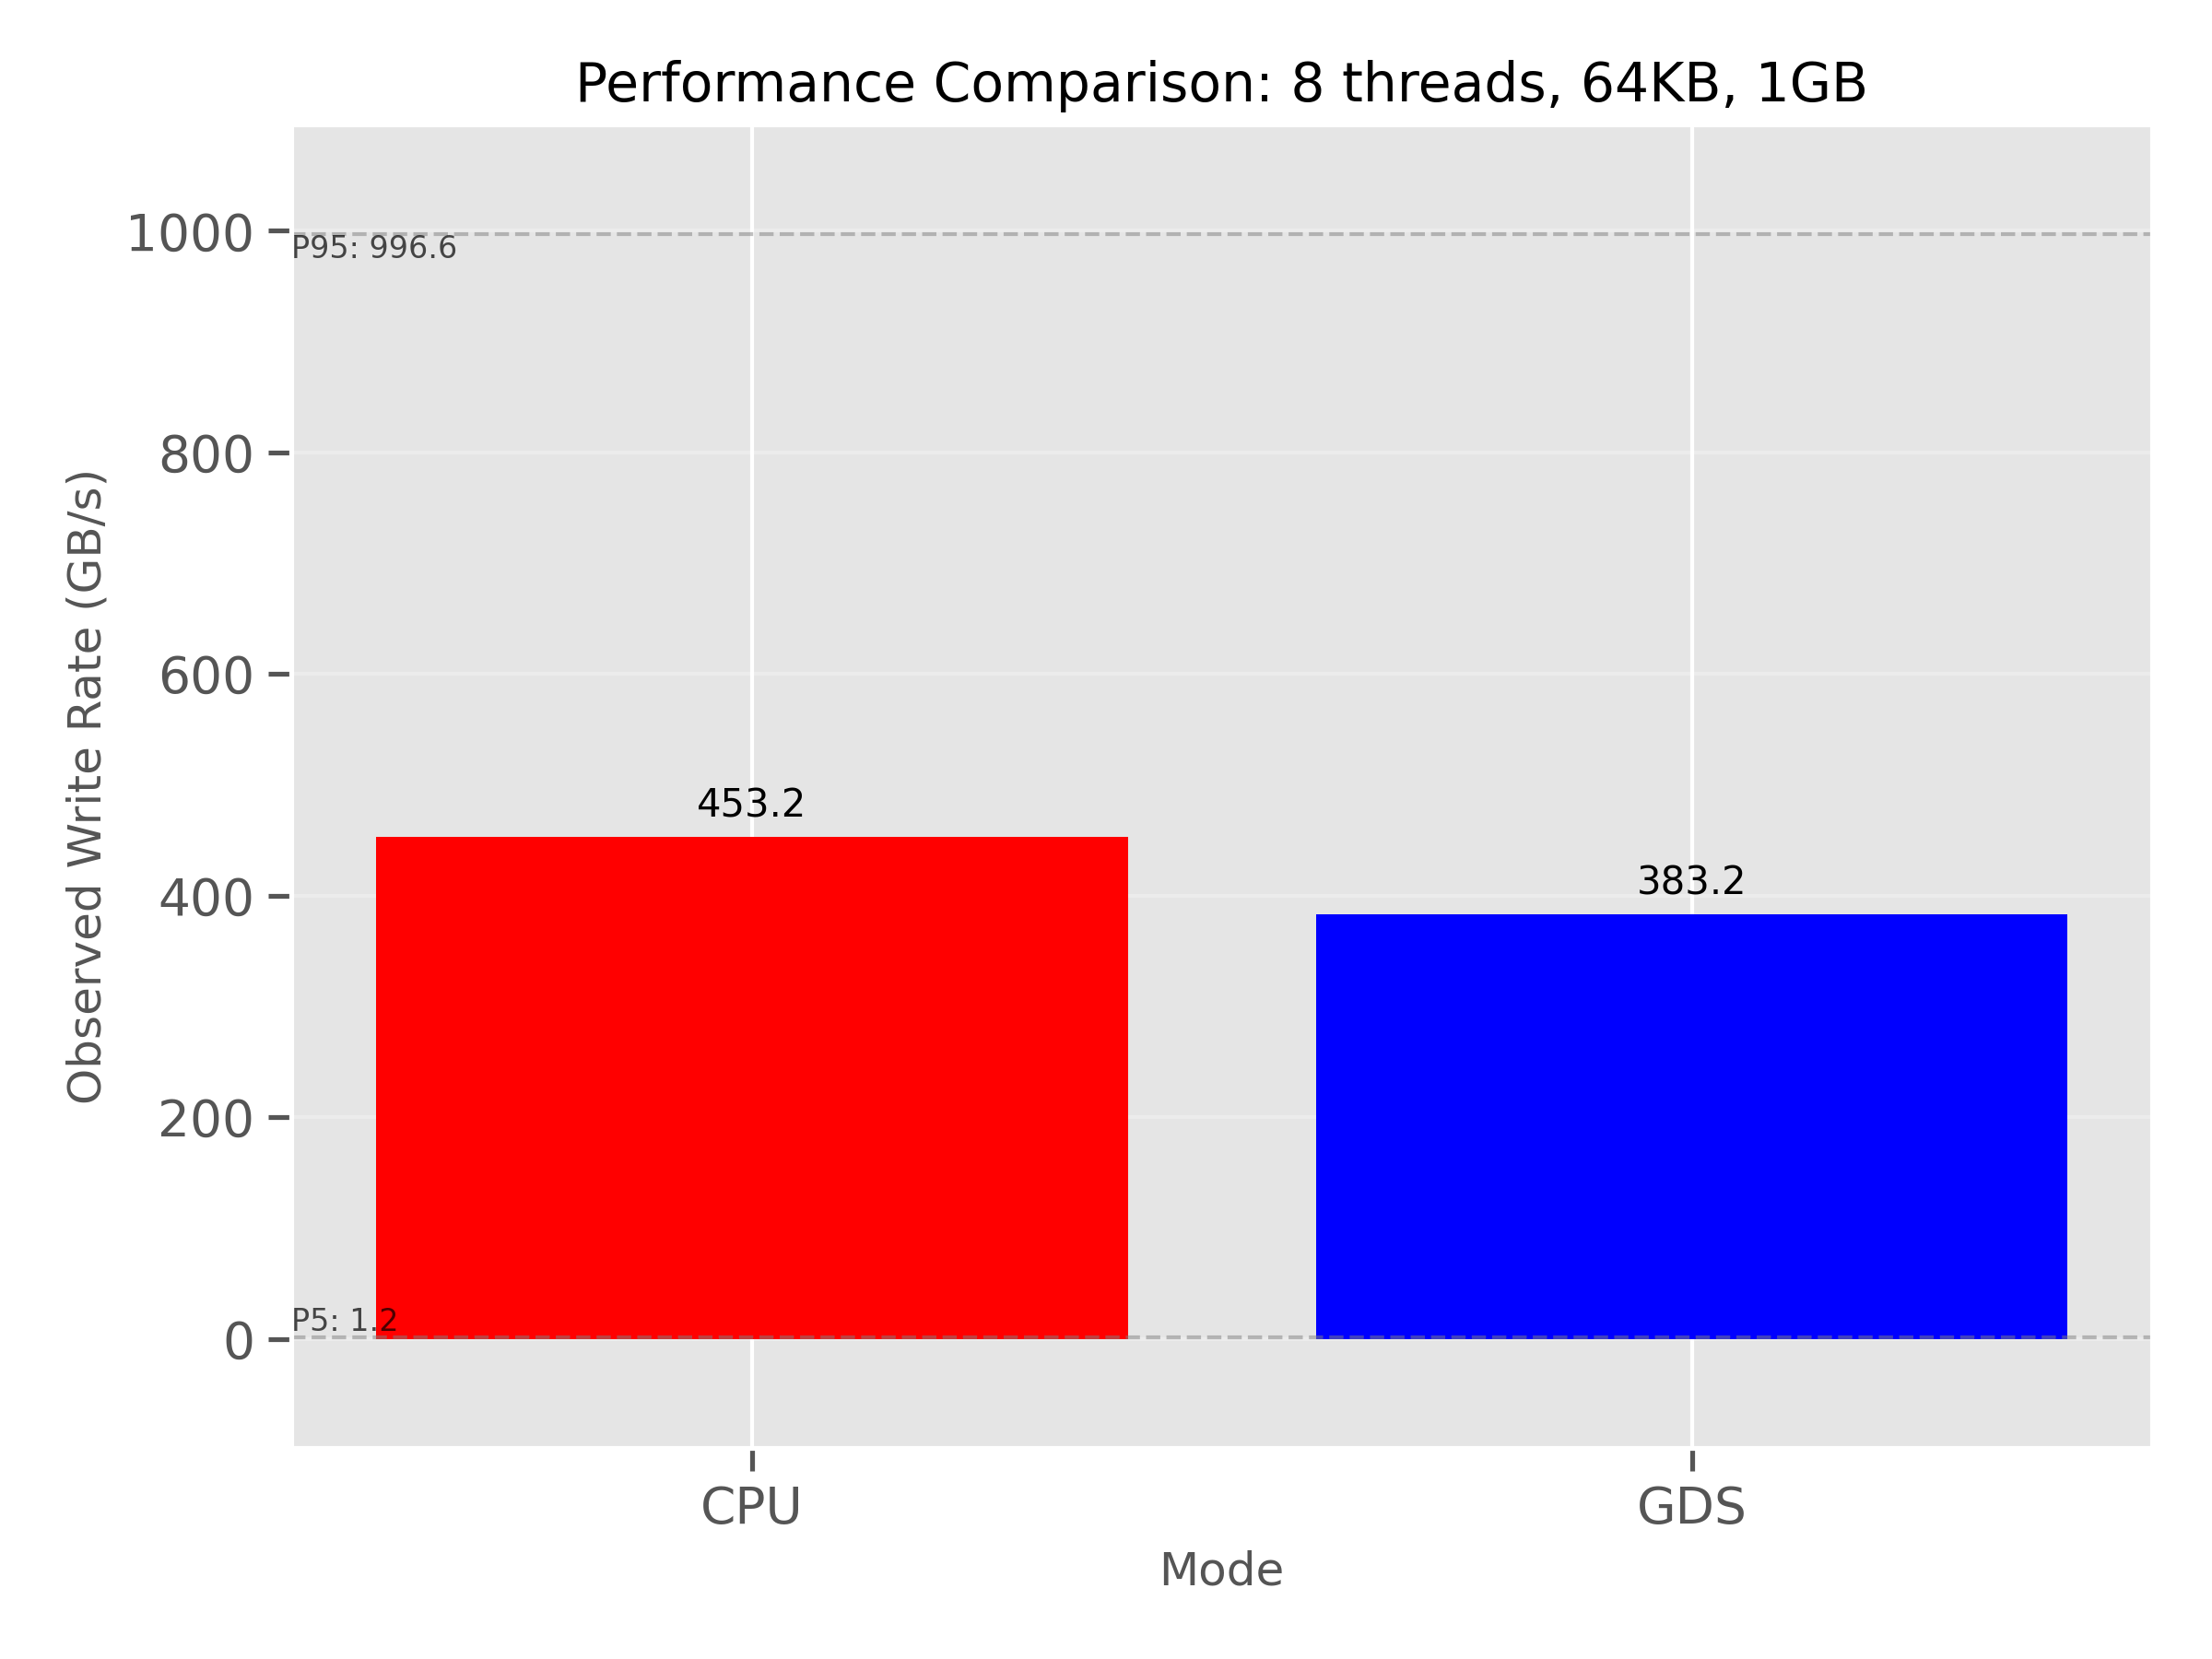 Performance Comparison: 8 threads, 64KB, 1GB
Observed Write Rate (GB/s)
1000
800
600
400
200
0
P95: 996.6
453.2
383.2
P5: 1.2
CPU
GDS
Mode